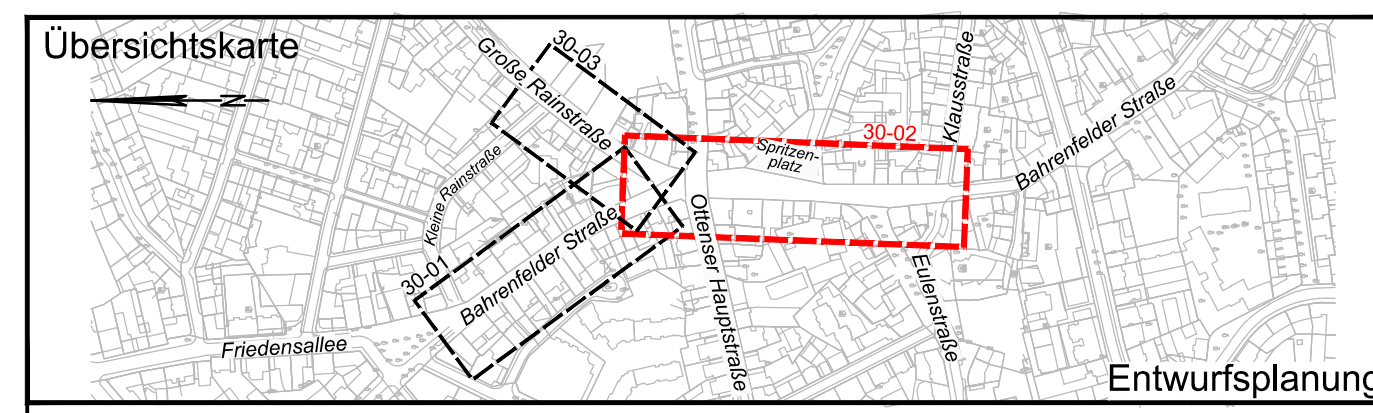 Übersichtskarte
N
30-03
Große Rainstraße
Kleine Rainstraße
30-01
Bahrenfelder Straße
Friedensallee
Ottenser Hauptstraße
Spritzen-
platz
30-02
Klausstraße
Bahrenfelder Straße
Eulenstraße
Entwurfsplanung